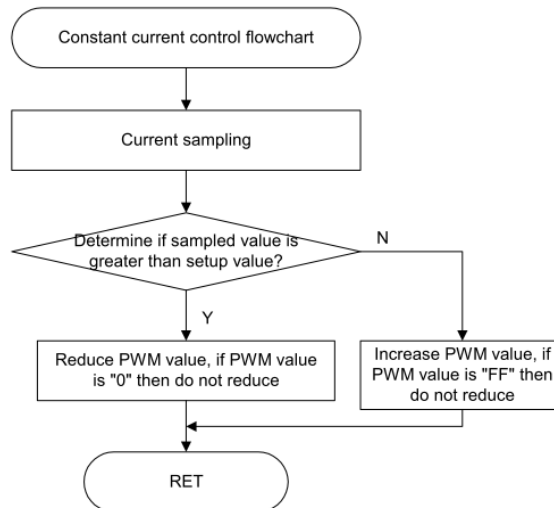 Constant current control flowchart
Current sampling
Determine if sampled value is
greater than setup value?
N
Y
Reduce PWM value, if PWM value
is "0" then do not reduce
Increase PWM value, if
PWM value is "FF" then
do not reduce
RET